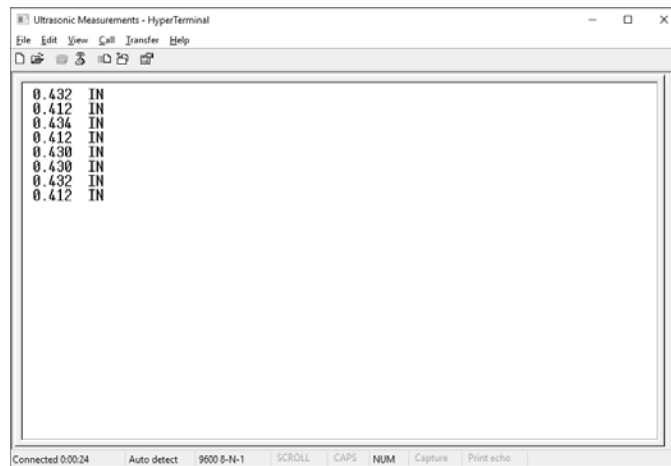 Ultrasonic Measurements - HyperTerminal
File Edit View Call Transfer Help
0.432 IN
0.412 IN
0.434 IN
0.412 IN
0.430 IN
0.430 IN
0.432 IN
0.412 IN
Connected 0:00:24 Auto detect 9600 8-N-1 SCROLL CAPS NUM Capture Print echo